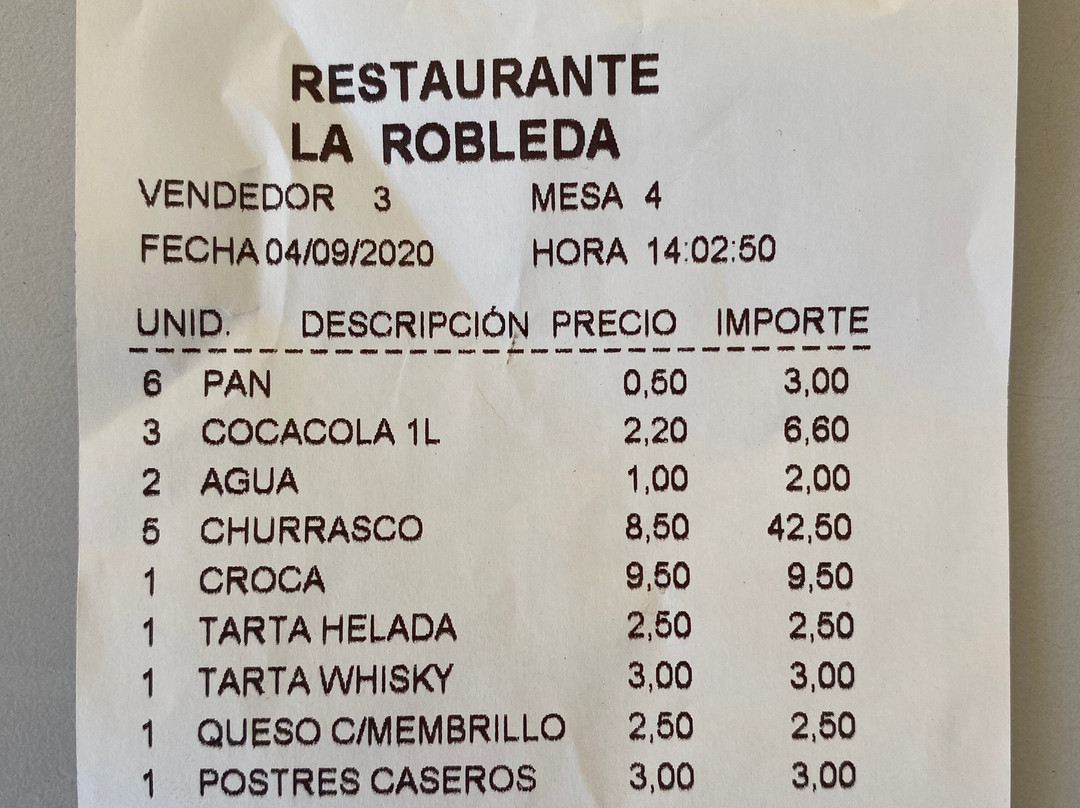 RESTAURANTE
LA ROBLEDA
VENDEDOR 3 MESA 4
FECHA 04/09/2020 HORA 14:02:50
UNID. DESCRIPCIÓN PRECIO IMPORTE
6 PAN 0,50 3,00
3 COCACOLA 1L 2,20 6,60
2 AGUA 1,00 2,00
5 CHURRASCO 8,50 42,50
1 CROCA 9,50 9,50
1 TARTA HELADA 2,50 2,50
1 TARTA WHISKY 3,00 3,00
1 QUESO C/MEMBRILLO 2,50 2,50
1 POSTRES CASEROS 3,00 3,00